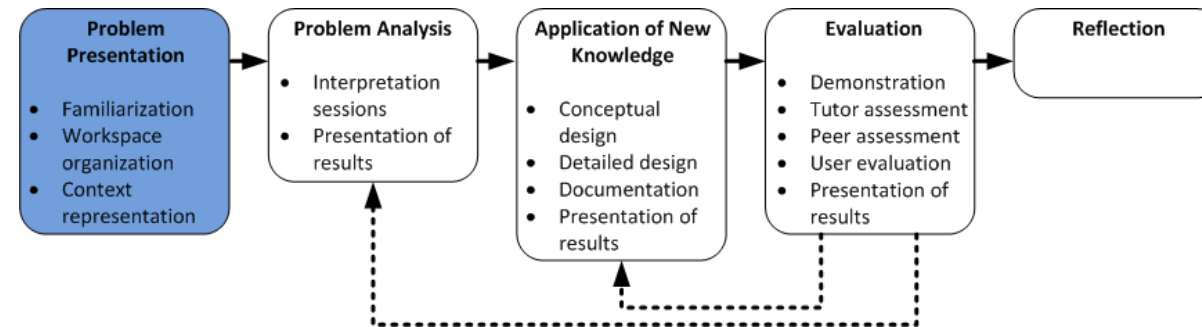 Problem
Presentation
• Familiarization
• Workspace
organization
• Context
representation
Problem Analysis
• Interpretation
sessions
• Presentation of
results
Application of New
Knowledge
• Conceptual
design
• Detailed design
• Documentation
• Presentation of
results
Evaluation
• Demonstration
• Tutor assessment
• Peer assessment
• User evaluation
• Presentation of
results
Reflection